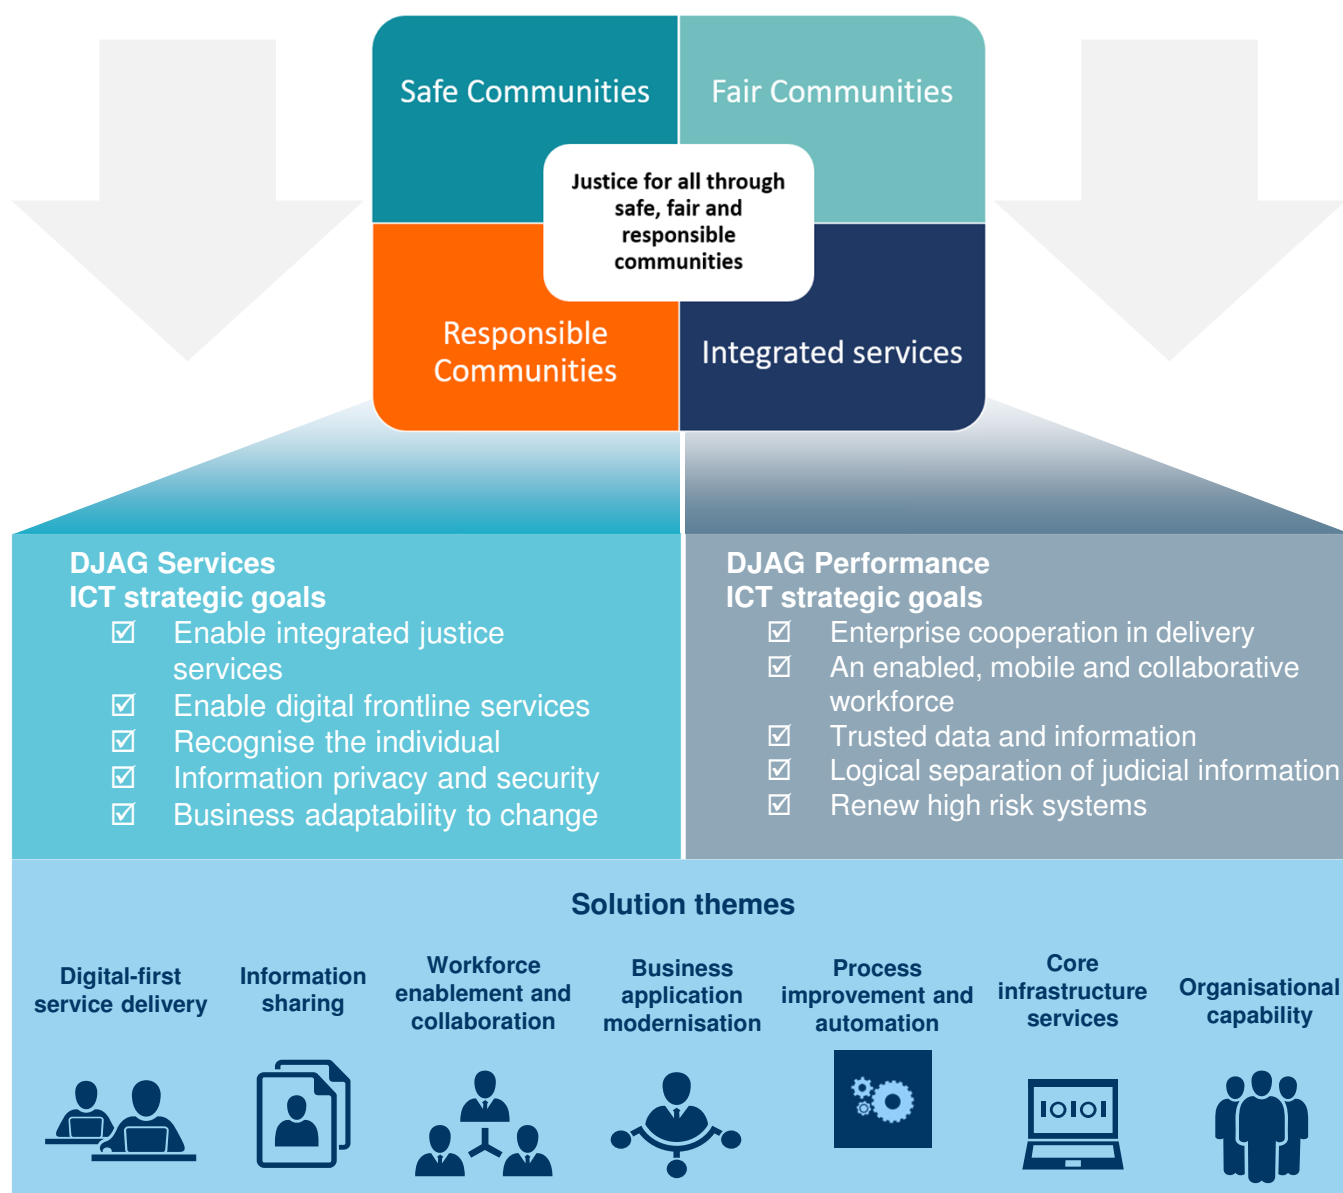 Safe Communities
Fair Communities
Justice for all through
safe, fair and
responsible
communities
Responsible
Communities
Integrated services
DJAG Services
ICT strategic goals
☑ Enable integrated justice
services
☑ Enable digital frontline services
☑ Recognise the individual
☑ Information privacy and security
☑ Business adaptability to change
DJAG Performance
ICT strategic goals
☑ Enterprise cooperation in delivery
☑ An enabled, mobile and collaborative
workforce
☑ Trusted data and information
☑ Logical separation of judicial information
☑ Renew high risk systems
Solution themes
Digital-first
service delivery
Information
sharing
Workforce
enablement and
collaboration
Business
application
modernisation
Process
improvement and
automation
Core
infrastructure
services
Organisational
capability
IOIOI